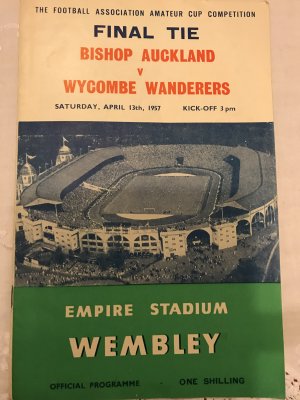 THE FOOTBALL ASSOCIATION AMATEUR CUP COMPETITION
FINAL TIE
BISHOP AUCKLAND
V
WYCOMBE WANDERERS
SATURDAY, APRIL 13th, 1957 KICK-OFF 3 pm
EMPIRE STADIUM
WEMBLEY
OFFICIAL PROGRAMME ONE SHILLING